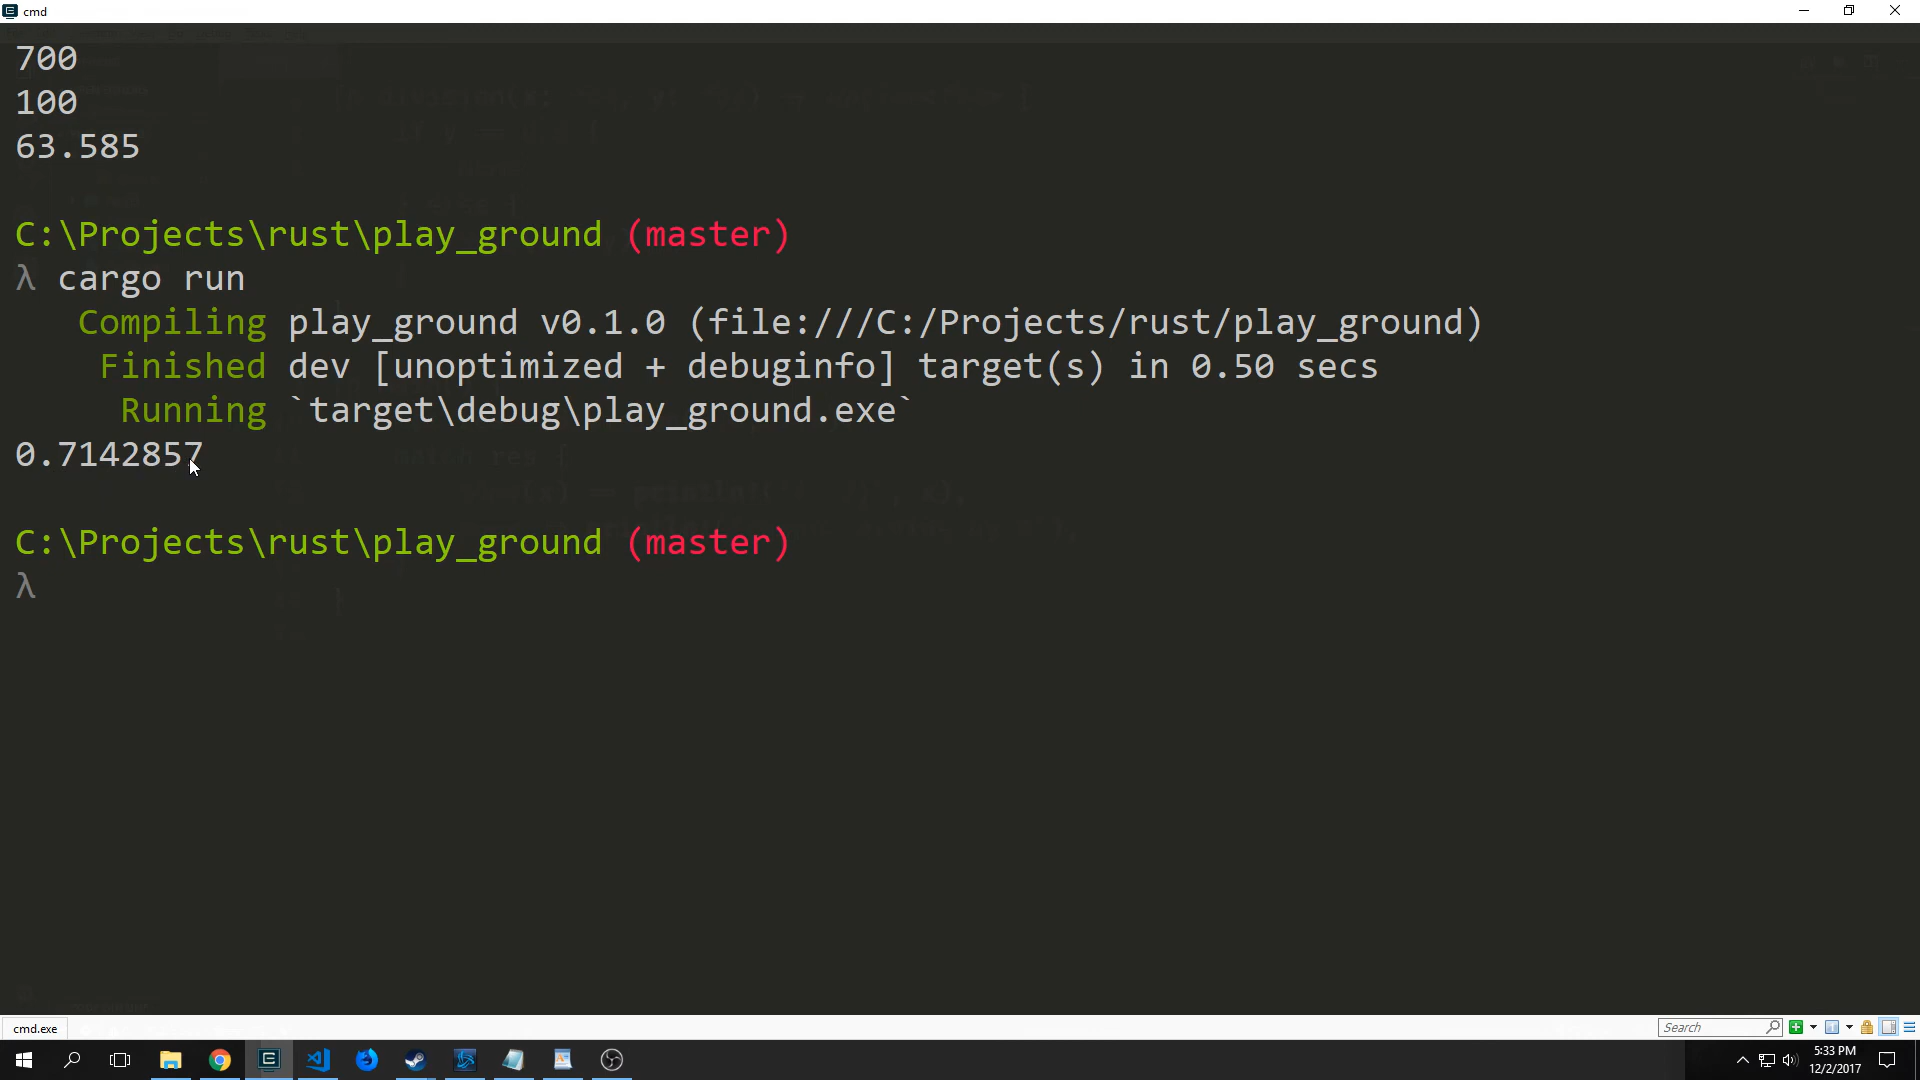 cmd
700
100
63.585
C:\Projects\rust\play_ground (master)
λ cargo run
Compiling play_ground v0.1.0 (file:///C:/Projects/rust/play_ground)
Finished dev [unoptimized + debuginfo] target(s) in 0.50 secs
Running `target\debug\play_ground.exe`
0.7142857
C:\Projects\rust\play_ground (master)
λ
cmd.exe
Search
5:33 PM
12/2/2017